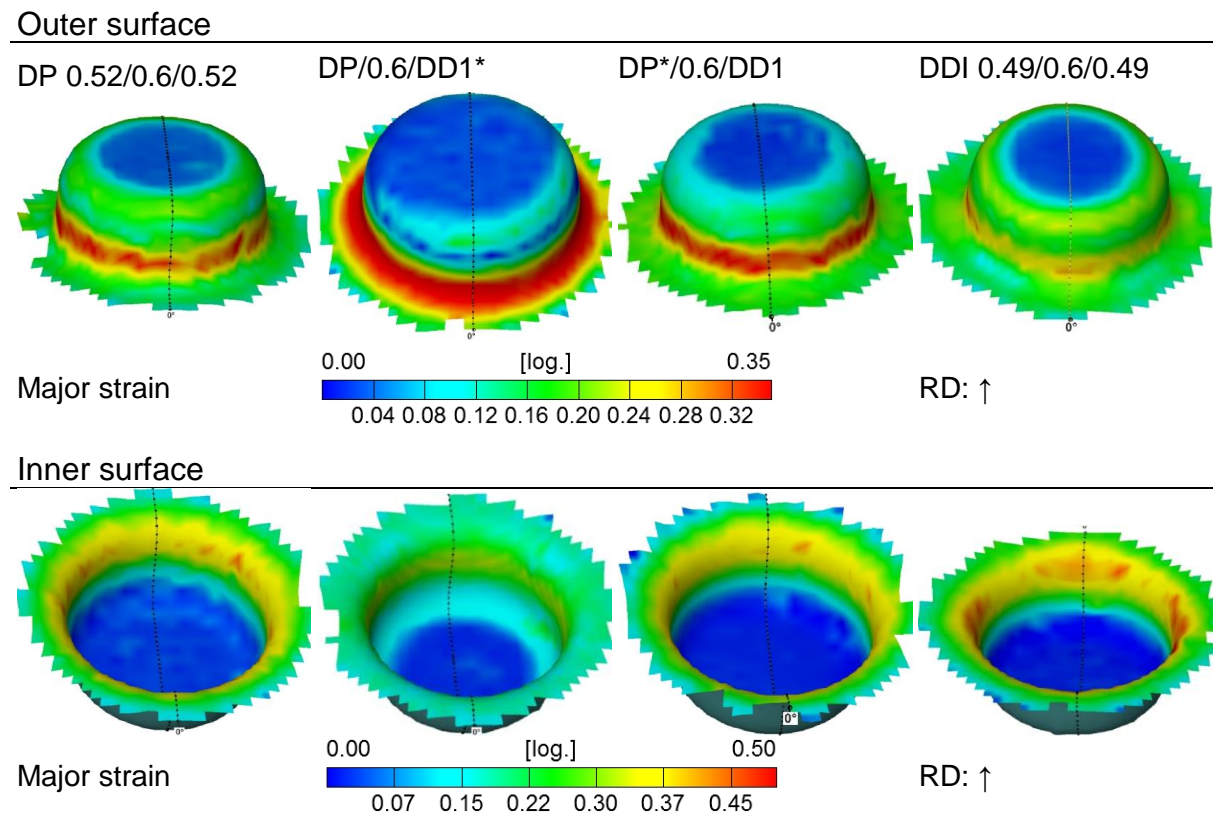 Outer surface
DP 0.52/0.6/0.52 DP/0.6/DD1* DP*/0.6/DD1 DDI 0.49/0.6/0.49
0° 0° 0° 0°
0.00 [log.] 0.35
Major strain RD: ↑
0.04 0.08 0.12 0.16 0.20 0.24 0.28 0.32
Inner surface
0° 0° 0°
0.00 [log.] 0.50
Major strain RD: ↑
0.07 0.15 0.22 0.30 0.37 0.45